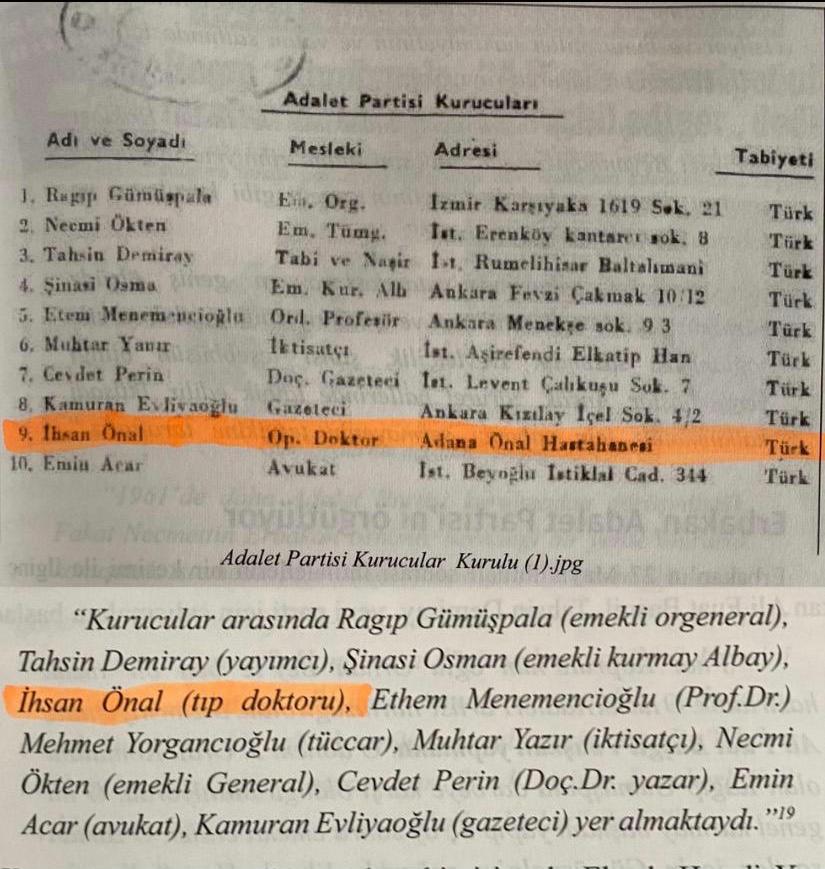 Adalet Partisi Kurucuları
Adı ve Soyadı Mesleki Adresi Tabiyeti
1. Ragıp Gümüşpala Em. Org. İzmir Karşıyaka 1619 Sok. 21 Türk
2. Necmi Ökten Em. Tümg. İst. Erenköy kantarcı sok. 8 Türk
3. Tahsin Demiray Tabi ve Naşir İst. Rumelihisar Baltalımani Türk
4. Şinasi Osma Em. Kur. Alb Ankara Fevzi Çakmak 10/12 Türk
5. Etem Menemencioğlu Ord. Profesör Ankara Menekşe sok. 9 3 Türk
6. Muhtar Yazır İktisatçı İst. Aşirefendi Elkatip Han Türk
7. Cevdet Perin Doç. Gazeteci İst. Levent Çalıkuşu Sok. 7 Türk
8. Kamuran Evliyaoğlu Gazeteci Ankara Kızılay İçel Sok. 4/2 Türk
9. İhsan Önal Op. Doktor Adana Önal Hastahanesi Türk
10. Emin Acar Avukat İst. Beyoğlu İstiklal Cad. 344 Türk
Adalet Partisi Kurucular Kurulu (1).jpg
“Kurucular arasında Ragıp Gümüşpala (emekli orgeneral),
Tahsin Demiray (yayımcı), Şinasi Osman (emekli kurmay Albay),
İhsan Önal (tıp doktoru), Ethem Menemencioğlu (Prof.Dr.)
Mehmet Yorgancıoğlu (tüccar), Muhtar Yazır (iktisatçı), Necmi
Ökten (emekli General), Cevdet Perin (Doç.Dr. yazar), Emin
Acar (avukat), Kamuran Evliyaoğlu (gazeteci) yer almaktaydı.”19